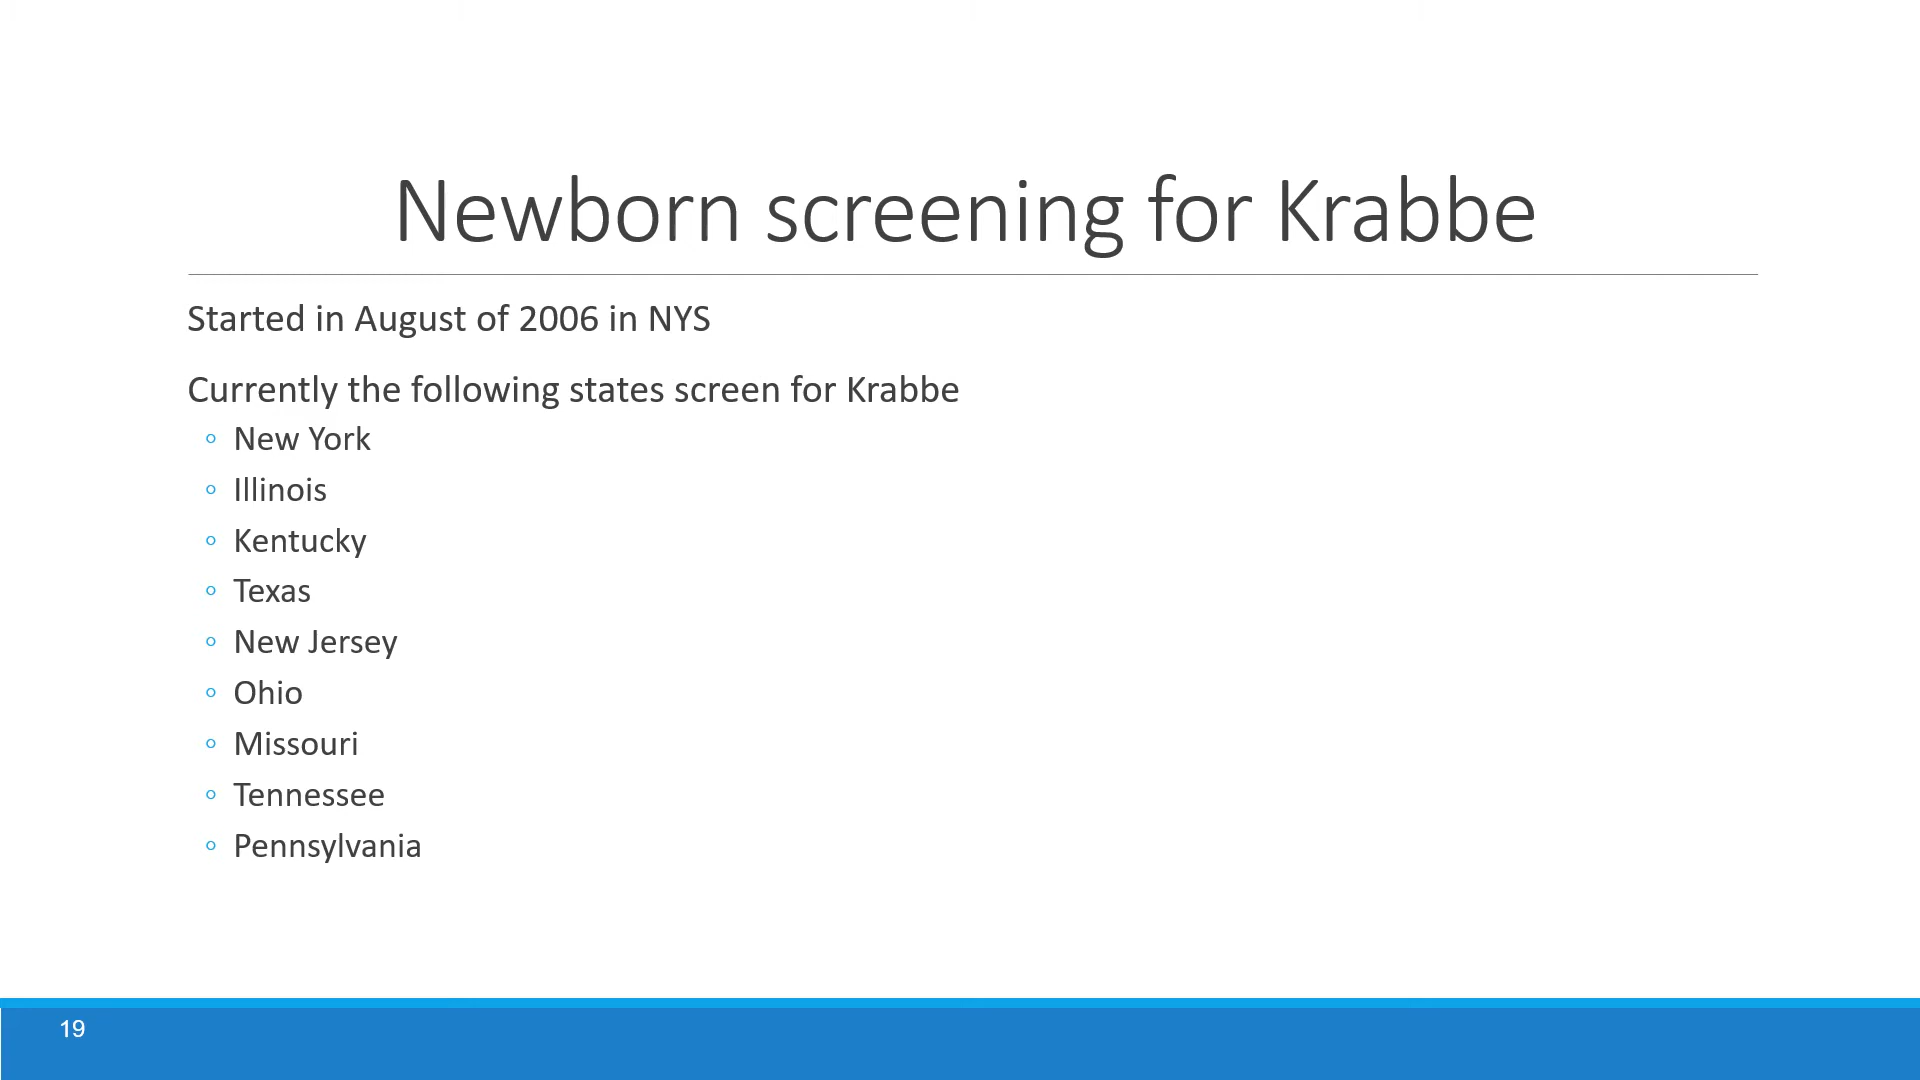 Newborn screening for Krabbe
Started in August of 2006 in NYS
Currently the following states screen for Krabbe
◦ New York
◦ Illinois
◦ Kentucky
◦ Texas
◦ New Jersey
◦ Ohio
◦ Missouri
◦ Tennessee
◦ Pennsylvania
19